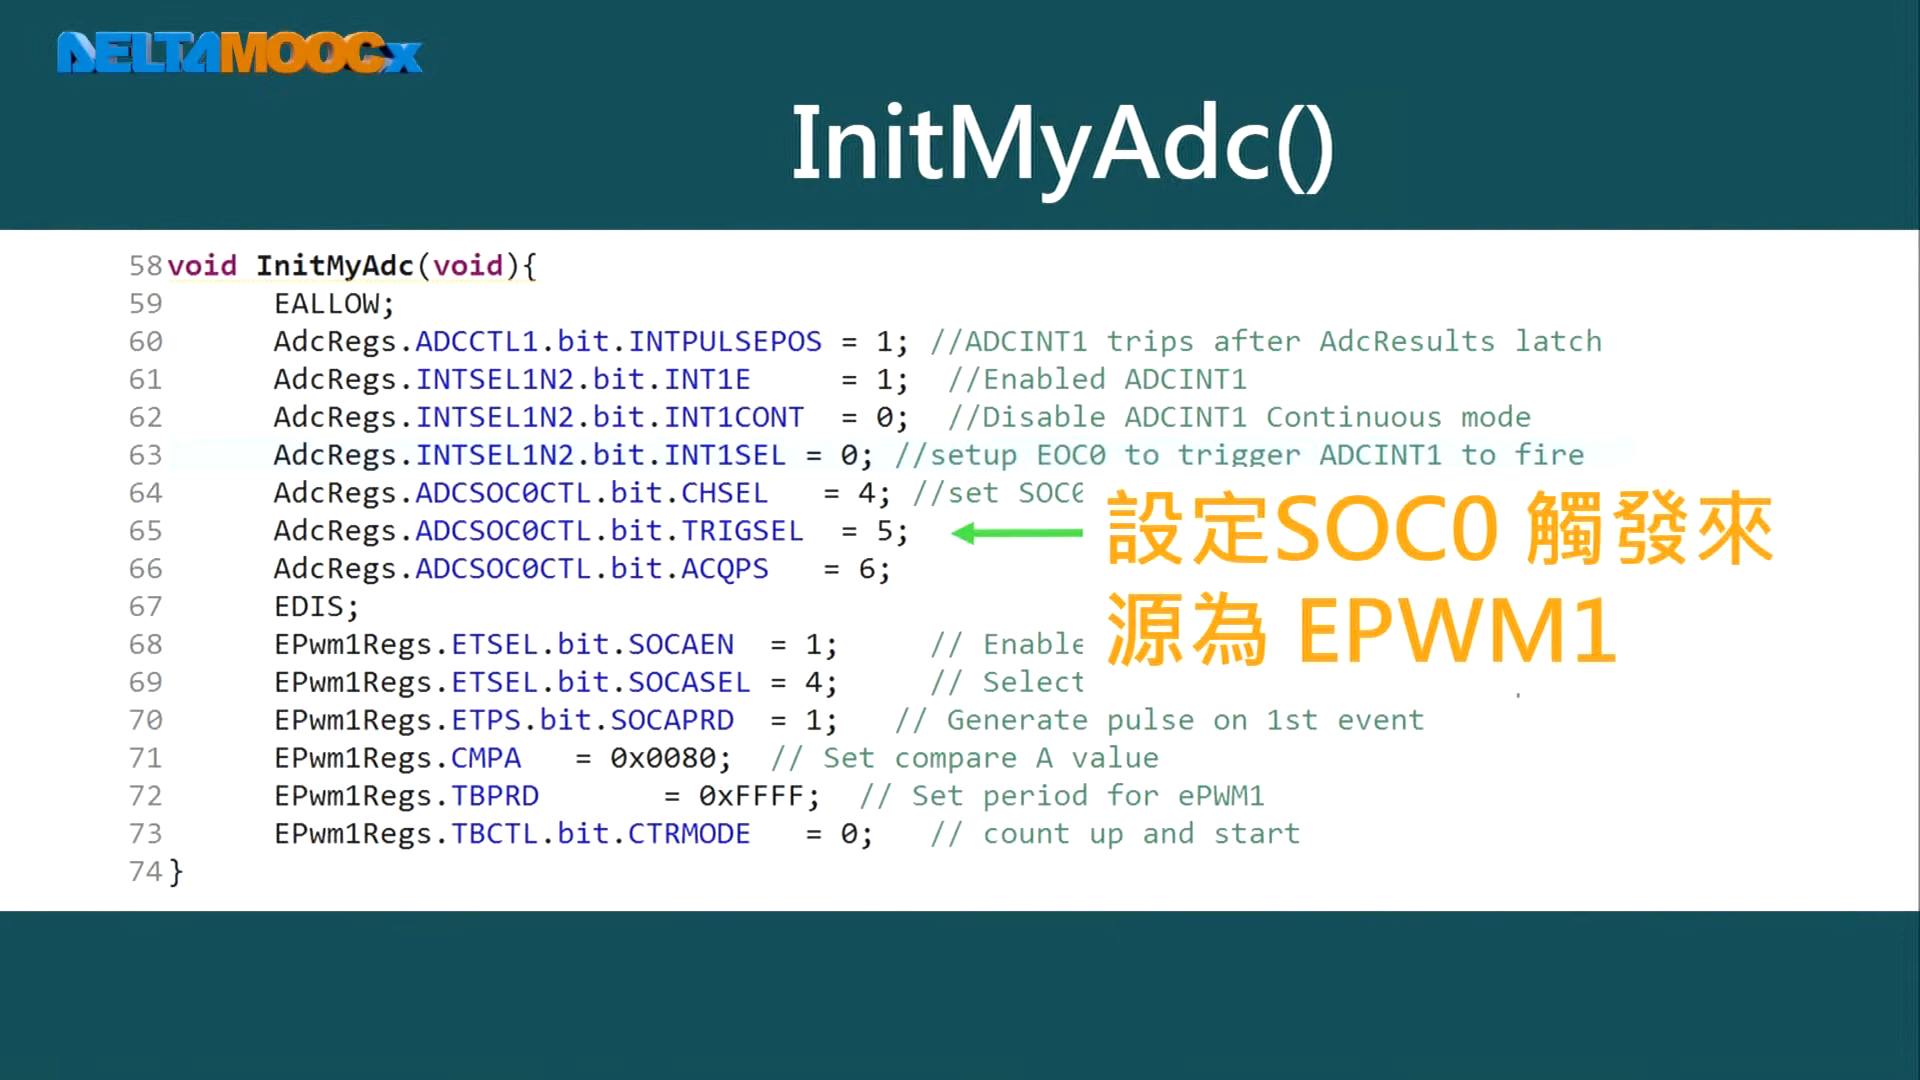 DELTAMOOCx
InitMyAdc()
58 void InitMyAdc(void){
59 EALLOW;
60 AdcRegs.ADCCTL1.bit.INTPULSEPOS = 1; //ADCINT1 trips after AdcResults latch
61 AdcRegs.INTSEL1N2.bit.INT1E = 1; //Enabled ADCINT1
62 AdcRegs.INTSEL1N2.bit.INT1CONT = 0; //Disable ADCINT1 Continuous mode
63 AdcRegs.INTSEL1N2.bit.INT1SEL = 0; //setup EOC0 to trigger ADCINT1 to fire
64 AdcRegs.ADCSOC0CTL.bit.CHSEL = 4; //set SOC0
65 AdcRegs.ADCSOC0CTL.bit.TRIGSEL = 5;
設定SOC0 觸發來
源為 EPWM1
66 AdcRegs.ADCSOC0CTL.bit.ACQPS = 6;
67 EDIS;
68 EPwm1Regs.ETSEL.bit.SOCAEN = 1; // Enable
69 EPwm1Regs.ETSEL.bit.SOCASEL = 4; // Select
70 EPwm1Regs.ETPS.bit.SOCAPRD = 1; // Generate pulse on 1st event
71 EPwm1Regs.CMPA = 0x0080; // Set compare A value
72 EPwm1Regs.TBPRD = 0xFFFF; // Set period for ePWM1
73 EPwm1Regs.TBCTL.bit.CTRMODE = 0; // count up and start
74 }